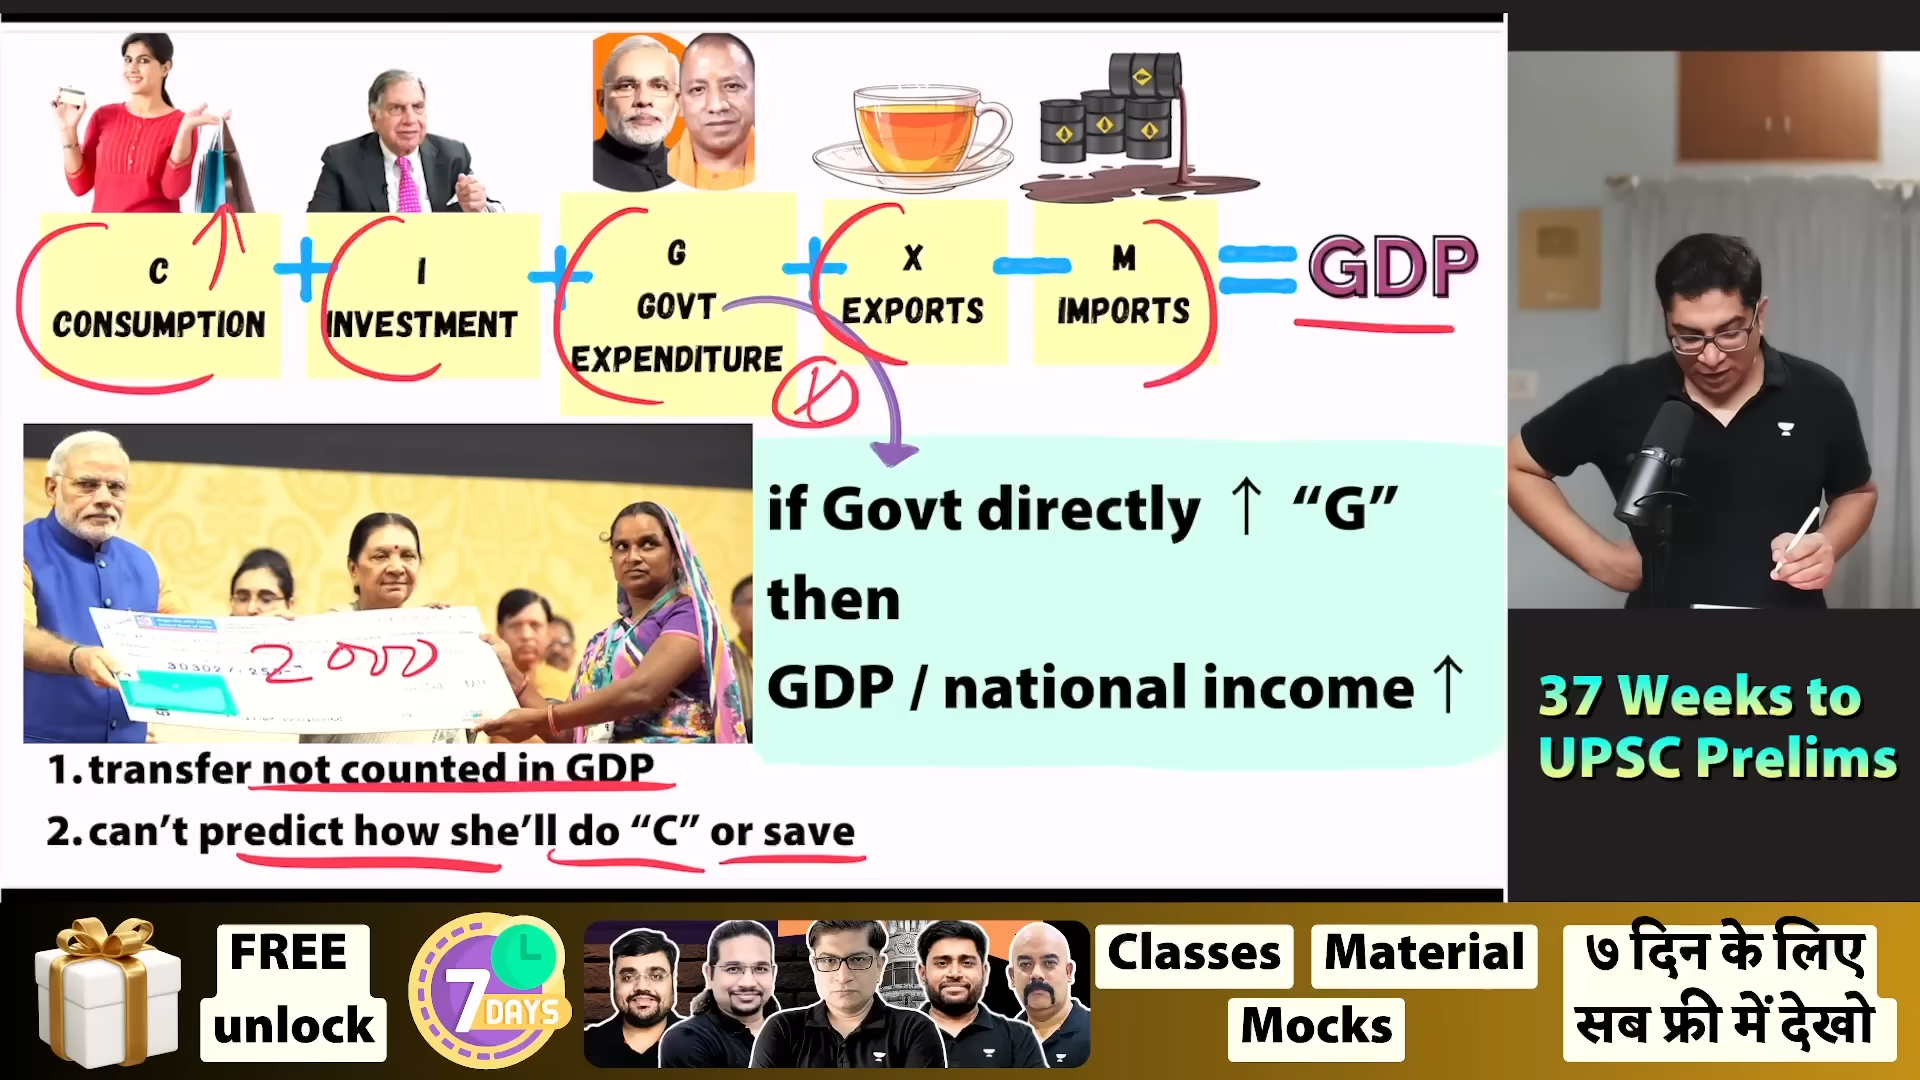 C
CONSUMPTION
+
I
INVESTMENT
+
G
GOVT
EXPENDITURE
+
X
EXPORTS
M
IMPORTS
=
GDP
2000
if Govt directly ↑ “G”
then
GDP / national income ↑
1. transfer not counted in GDP
2. can’t predict how she’ll do “C” or save
37 Weeks to
UPSC Prelims
FREE
unlock
7
DAYS
Classes
Material
Mocks
७ दिन के लिए
सब फ्री में देखो